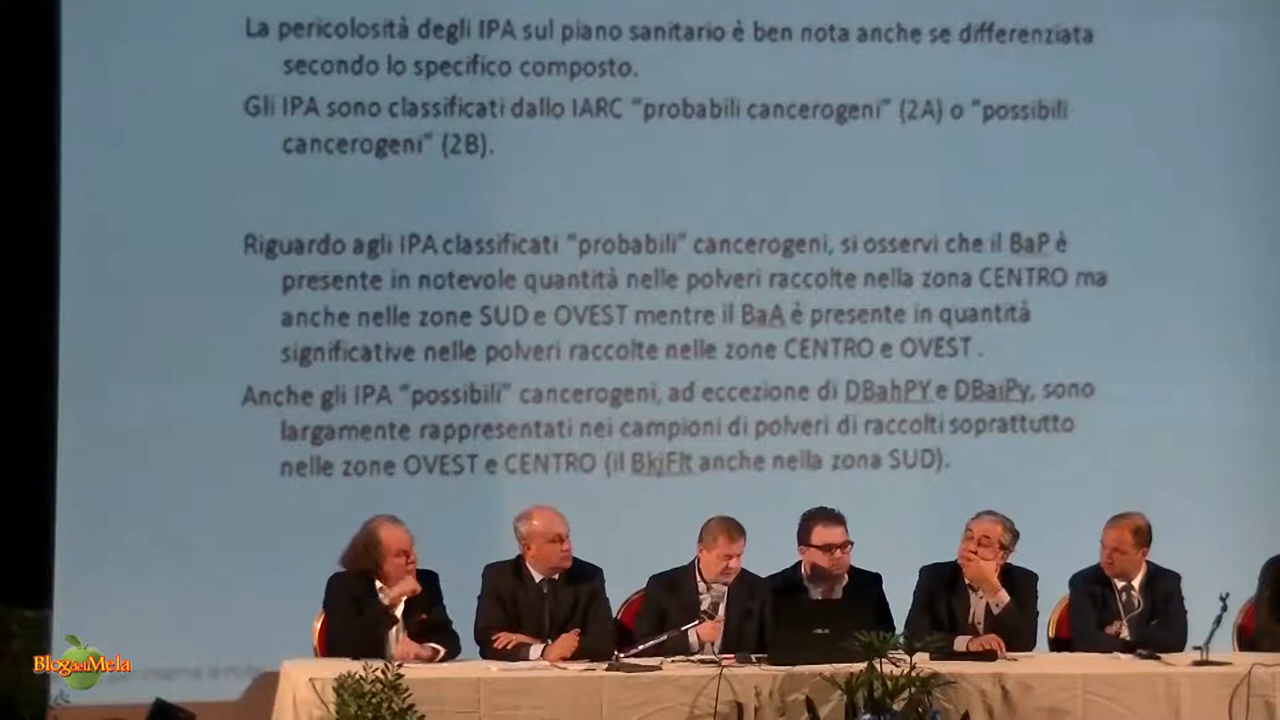 La pericolosità degli IPA sul piano sanitario è ben nota anche se differenziata
secondo lo specifico composto.
Gli IPA sono classificati dallo IARC "probabili cancerogeni" (2A) o "possibili
cancerogeni" (2B).
Riguardo agli IPA classificati "probabili" cancerogeni, si osservi che il BaP è
presente in notevole quantità nelle polveri raccolte nella zona CENTRO ma
anche nelle zone SUD e OVEST mentre il BaA è presente in quantità
significative nelle polveri raccolte nelle zone CENTRO e OVEST .
Anche gli IPA "possibili" cancerogeni, ad eccezione di DBahPY e DBaiPy, sono
largamente rappresentati nei campioni di polveri di raccolti soprattutto
nelle zone OVEST e CENTRO (il BkjFlt anche nella zona SUD).
BlogdelMela